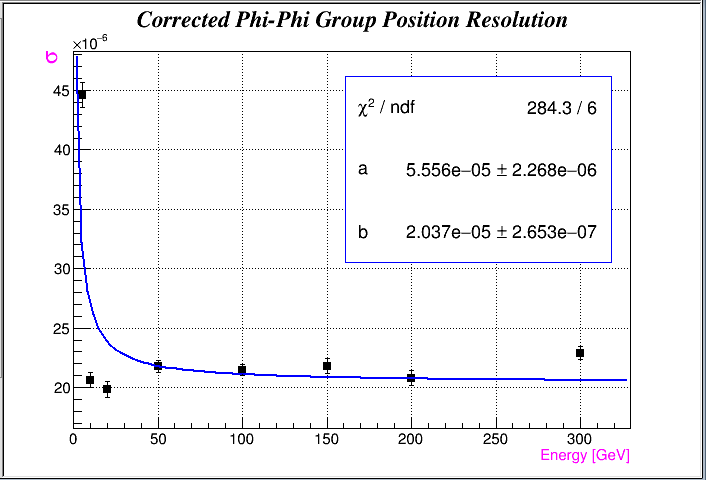 Corrected Phi-Phi Group Position Resolution
×10⁻⁶
σ
45
40
35
30
25
20
χ² / ndf 284.3 / 6
a 5.556e−05 ± 2.268e−06
b 2.037e−05 ± 2.653e−07
0 50 100 150 200 250 300
Energy [GeV]